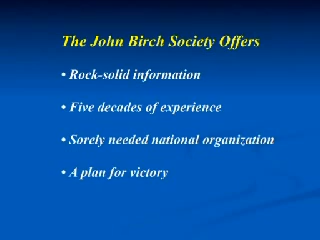 The John Birch Society Offers
• Rock-solid information
• Five decades of experience
• Sorely needed national organization
• A plan for victory